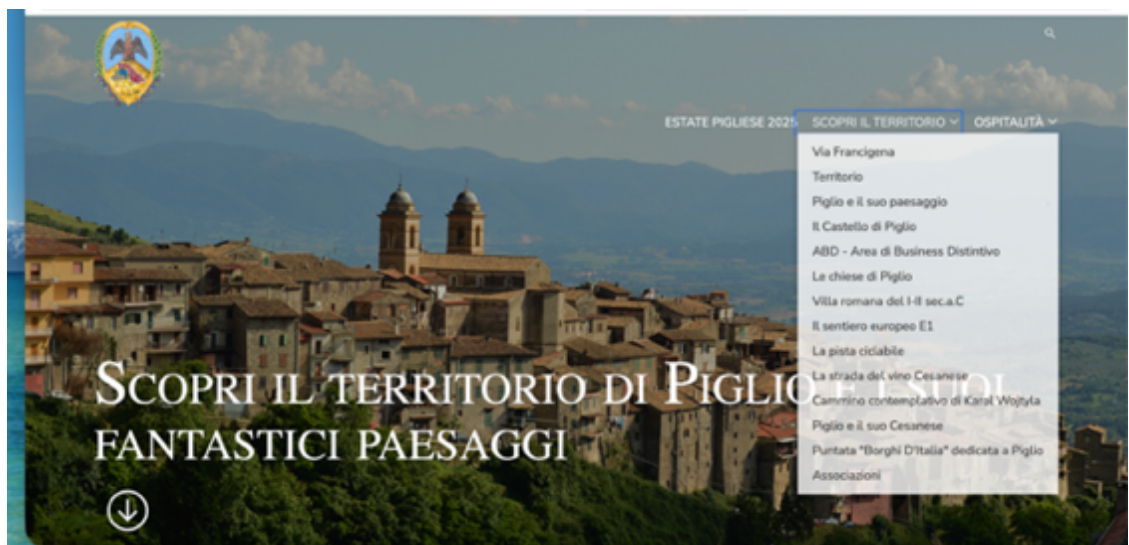 ESTATE PIGLIESE 2025 SCOPRI IL TERRITORIO OSPITALITÀ
Via Francigena
Territorio
Piglio e il suo paesaggio
Il Castello di Piglio
ABD - Area di Business Distintivo
Le chiese di Piglio
Villa romana del I-II sec.a.C
Il sentiero europeo E1
La pista ciclabile
La strada del vino Cesanese
Cammino contemplativo di Karol Wojtyla
Piglio e il suo Cesanese
Puntata "Borghi D'Italia" dedicata a Piglio
Associazioni
SCOPRI IL TERRITORIO DI PIGLIO E I SUOI
FANTASTICI PAESAGGI